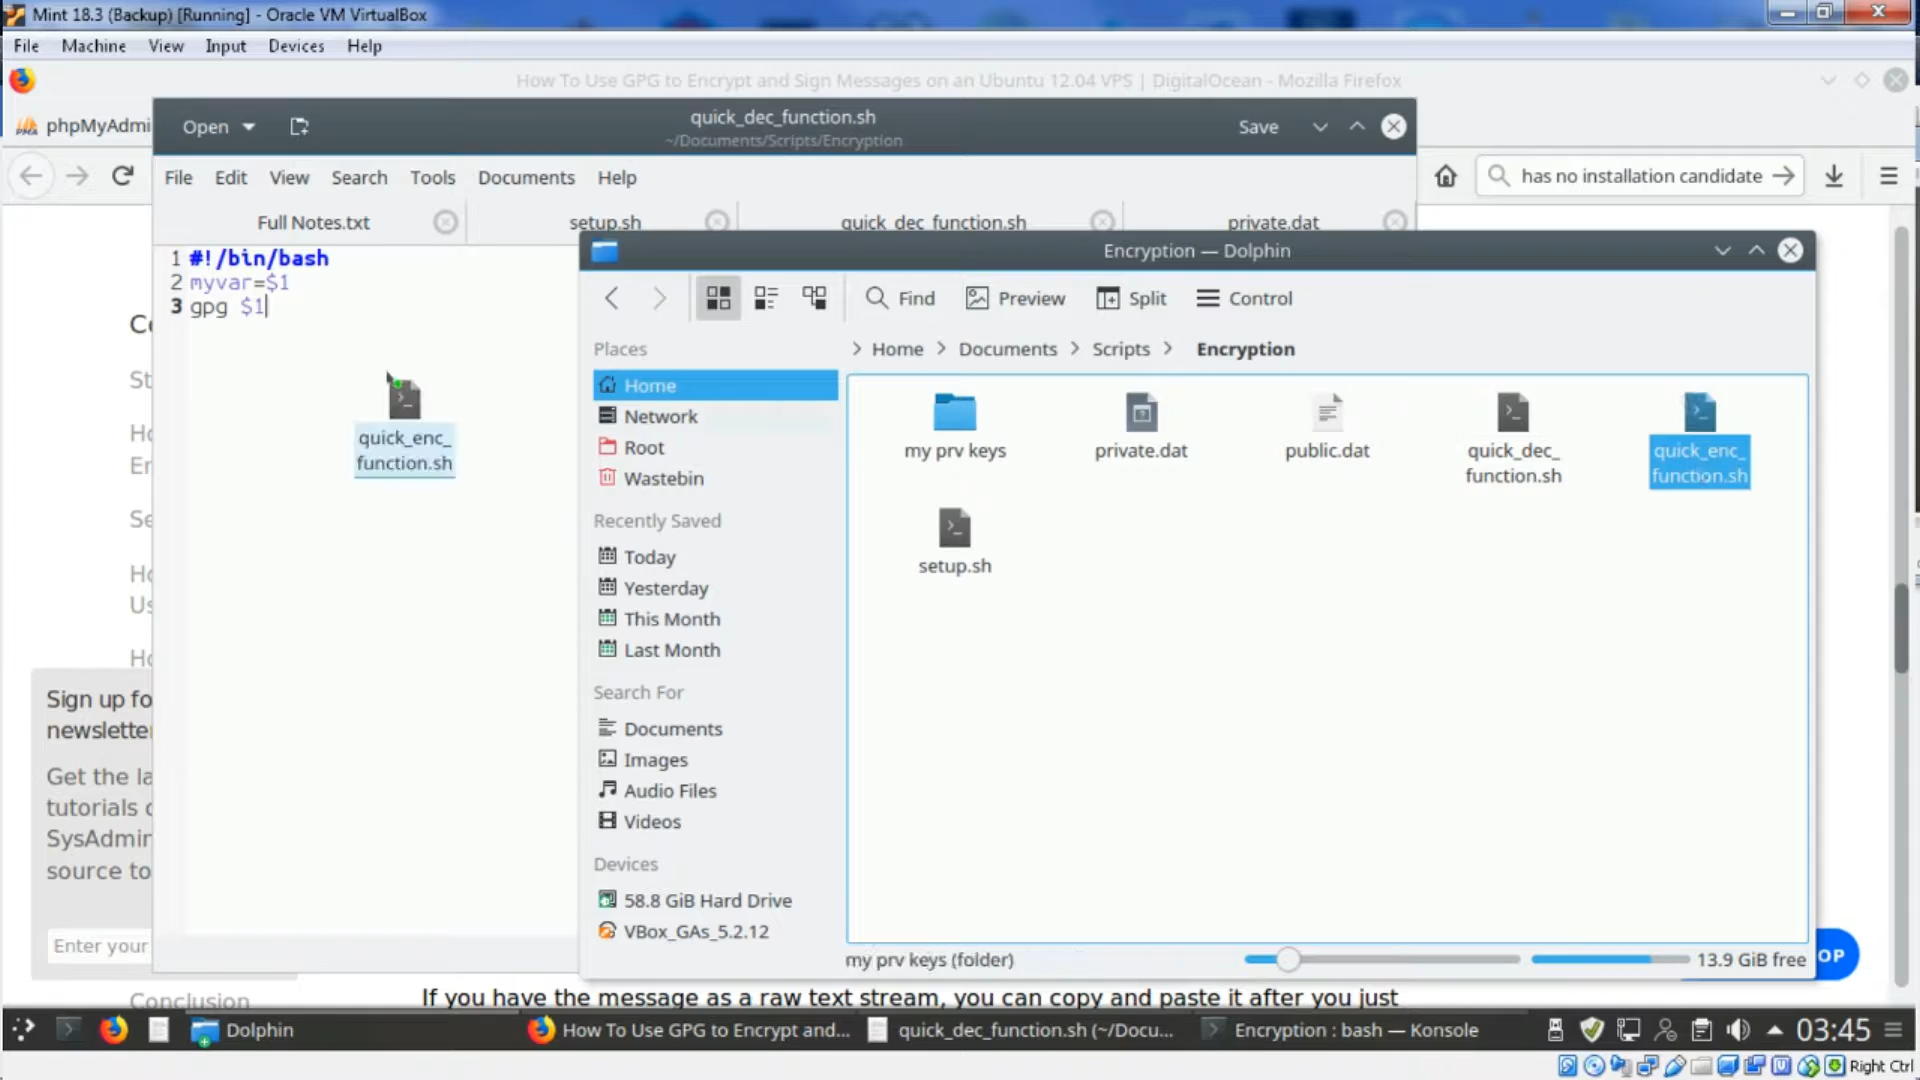 Mint 18.3 (Backup) [Running] - Oracle VM VirtualBox
File Machine View Input Devices Help
How To Use GPG to Encrypt and Sign Messages on an Ubuntu 12.04 VPS | DigitalOcean - Mozilla Firefox
phpMyAdmi
Open
quick_dec_function.sh
~/Documents/Scripts/Encryption
Save
has no installation candidate
File Edit View Search Tools Documents Help
Full Notes.txt
setup.sh
quick_dec_function.sh
private.dat
1 #!/bin/bash
2 myvar=$1
3 gpg $1
quick_enc_
function.sh
Encryption — Dolphin
Find
Preview
Split
Control
Places
Home
Network
Root
Wastebin
Recently Saved
Today
Yesterday
This Month
Last Month
Search For
Documents
Images
Audio Files
Videos
Devices
58.8 GiB Hard Drive
VBox_GAs_5.2.12
> Home > Documents > Scripts > Encryption
my prv keys
private.dat
public.dat
quick_dec_
function.sh
quick_enc_
function.sh
setup.sh
my prv keys (folder)
13.9 GiB free
St
Se
Sign up fo
newsletter
Get the la
tutorials
SysAdmin
source to
Enter your
OP
Conclusion
If you have the message as a raw text stream, you can copy and paste it after you just
Dolphin
How To Use GPG to Encrypt and...
quick_dec_function.sh (~/Docu...
Encryption : bash — Konsole
03:45
Right Ctrl